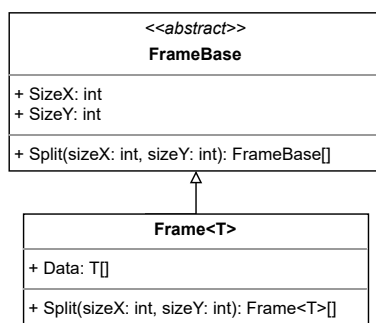 <<abstract>>
FrameBase
+ SizeX: int
+ SizeY: int
+ Split(sizeX: int, sizeY: int): FrameBase[]
Frame<T>
+ Data: T[]
+ Split(sizeX: int, sizeY: int): Frame<T>[]